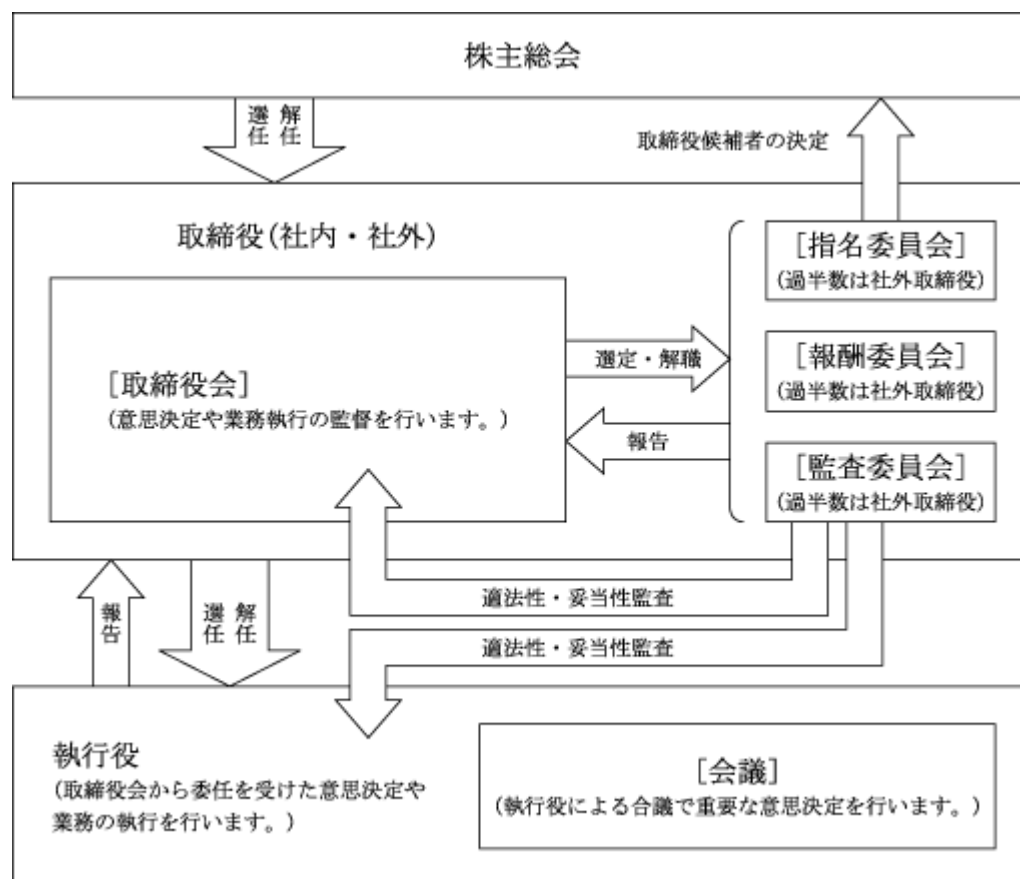 株主総会
選任
解任
取締役候補者の決定
取締役(社内・社外)
[指名委員会]
(過半数は社外取締役)
[取締役会]
(意思決定や業務執行の監督を行います。)
選定・解職
[報酬委員会]
(過半数は社外取締役)
報告
[監査委員会]
(過半数は社外取締役)
適法性・妥当性監査
報告
選任
解任
適法性・妥当性監査
執行役
(取締役会から委任を受けた意思決定や
業務の執行を行います。)
[会議]
(執行役による合議で重要な意思決定を行います。)